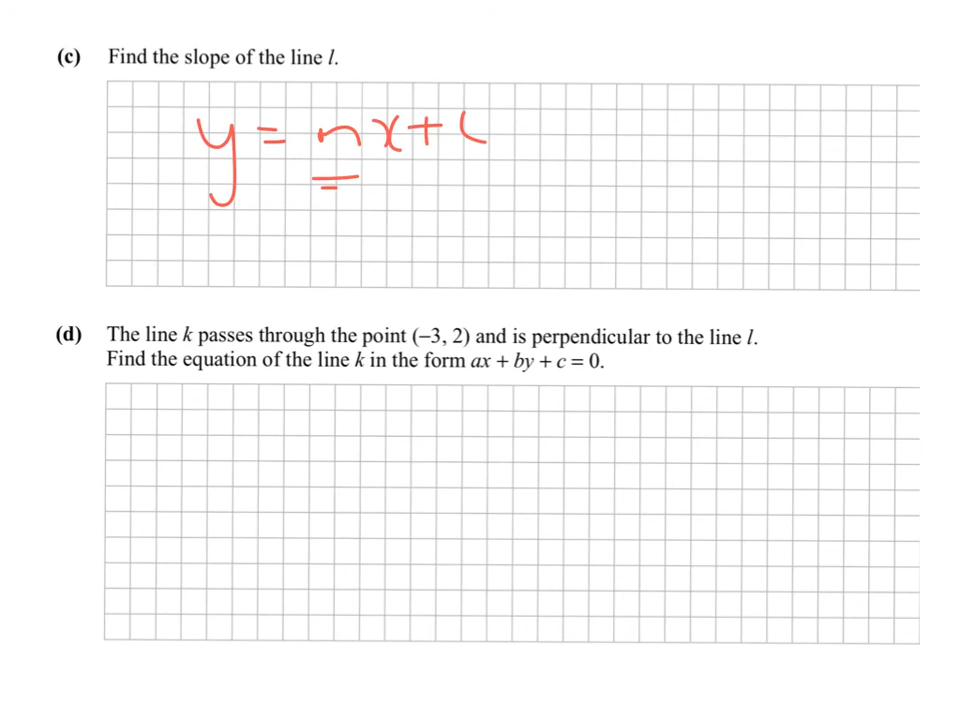 (c) Find the slope of the line l.
y = mx + c
(d) The line k passes through the point (–3, 2) and is perpendicular to the line l.
Find the equation of the line k in the form ax + by + c = 0.